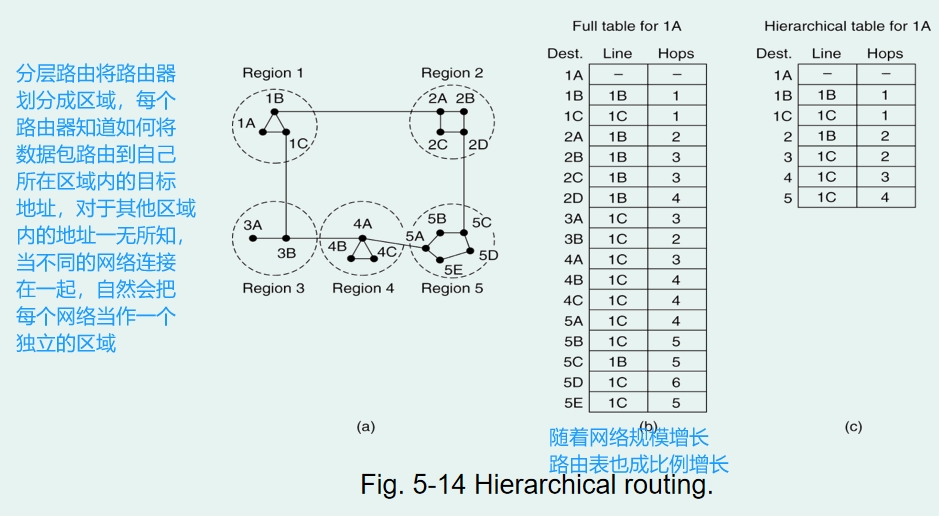 分层路由将路由器
划分成区域，每个
路由器知道如何将
数据包路由到自己
所在区域内的目标
地址，对于其他区域
内的地址一无所知，
当不同的网络连接
在一起，自然会把
每个网络当作一个
独立的区域
Region 1
Region 2
1B
1A
1C
2A 2B
2C 2D
3A
3B
4A
4B
4C
5A
5B
5C
5D
5E
Region 3
Region 4
Region 5
(a)
Full table for 1A
Dest. Line Hops
1A – –
1B 1B 1
1C 1C 1
2A 1B 2
2B 1B 3
2C 1B 3
2D 1B 4
3A 1C 3
3B 1C 2
4A 1C 3
4B 1C 4
4C 1C 4
5A 1C 4
5B 1C 5
5C 1B 5
5D 1C 6
5E 1C 5
(b)
Hierarchical table for 1A
Dest. Line Hops
1A – –
1B 1B 1
1C 1C 1
2 1B 2
3 1C 2
4 1C 3
5 1C 4
(c)
随着网络规模增长
路由表也成比例增长
Fig. 5-14 Hierarchical routing.